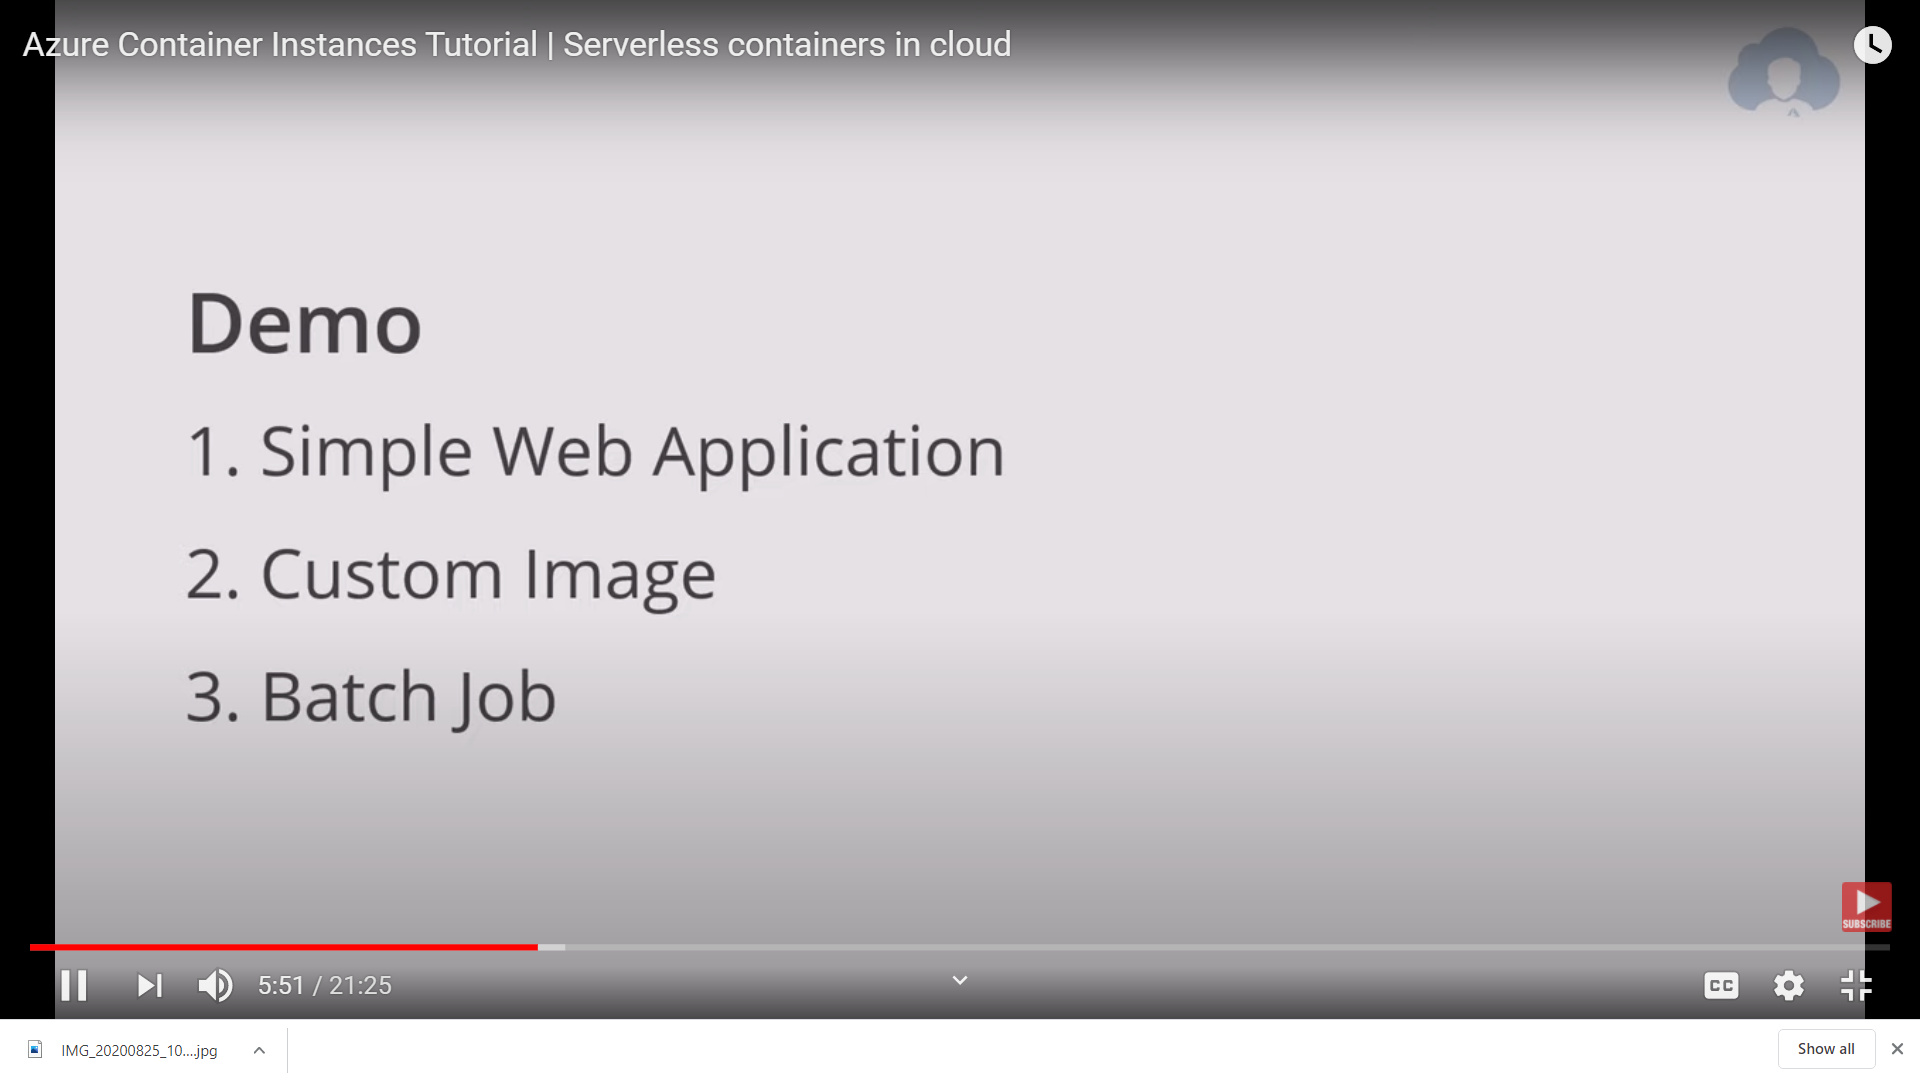 Azure Container Instances Tutorial | Serverless containers in cloud
Demo
1. Simple Web Application
2. Custom Image
3. Batch Job
SUBSCRIBE
5:51 / 21:25
CC
IMG_20200825_10....jpg
Show all